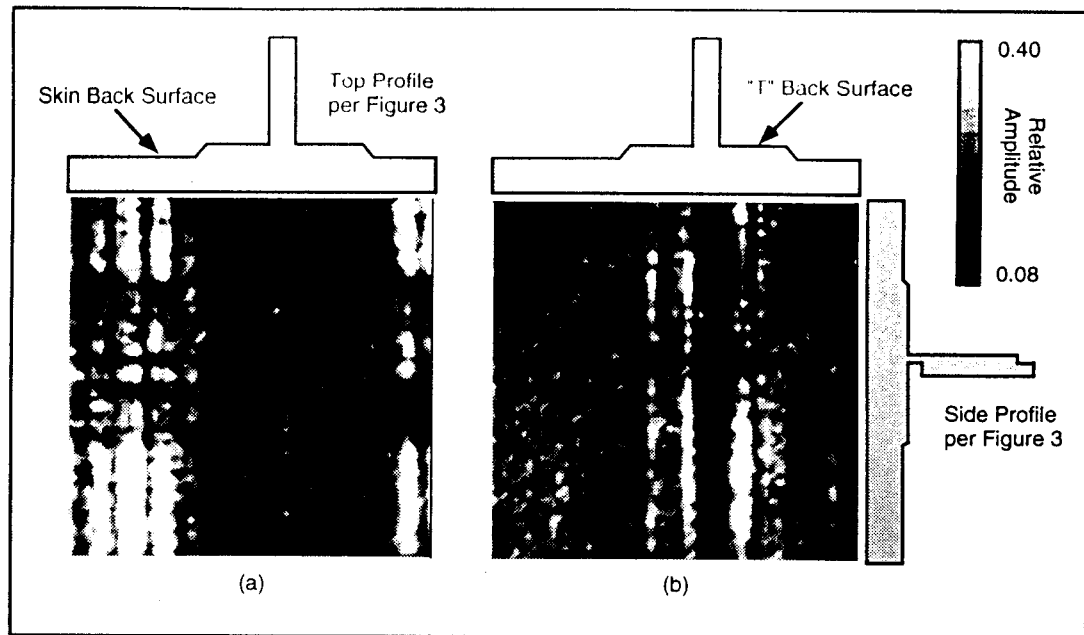 Skin Back Surface
Top Profile
per Figure 3
"T" Back Surface
0.40
Relative
Amplitude
0.08
Side Profile
per Figure 3
(a)
(b)